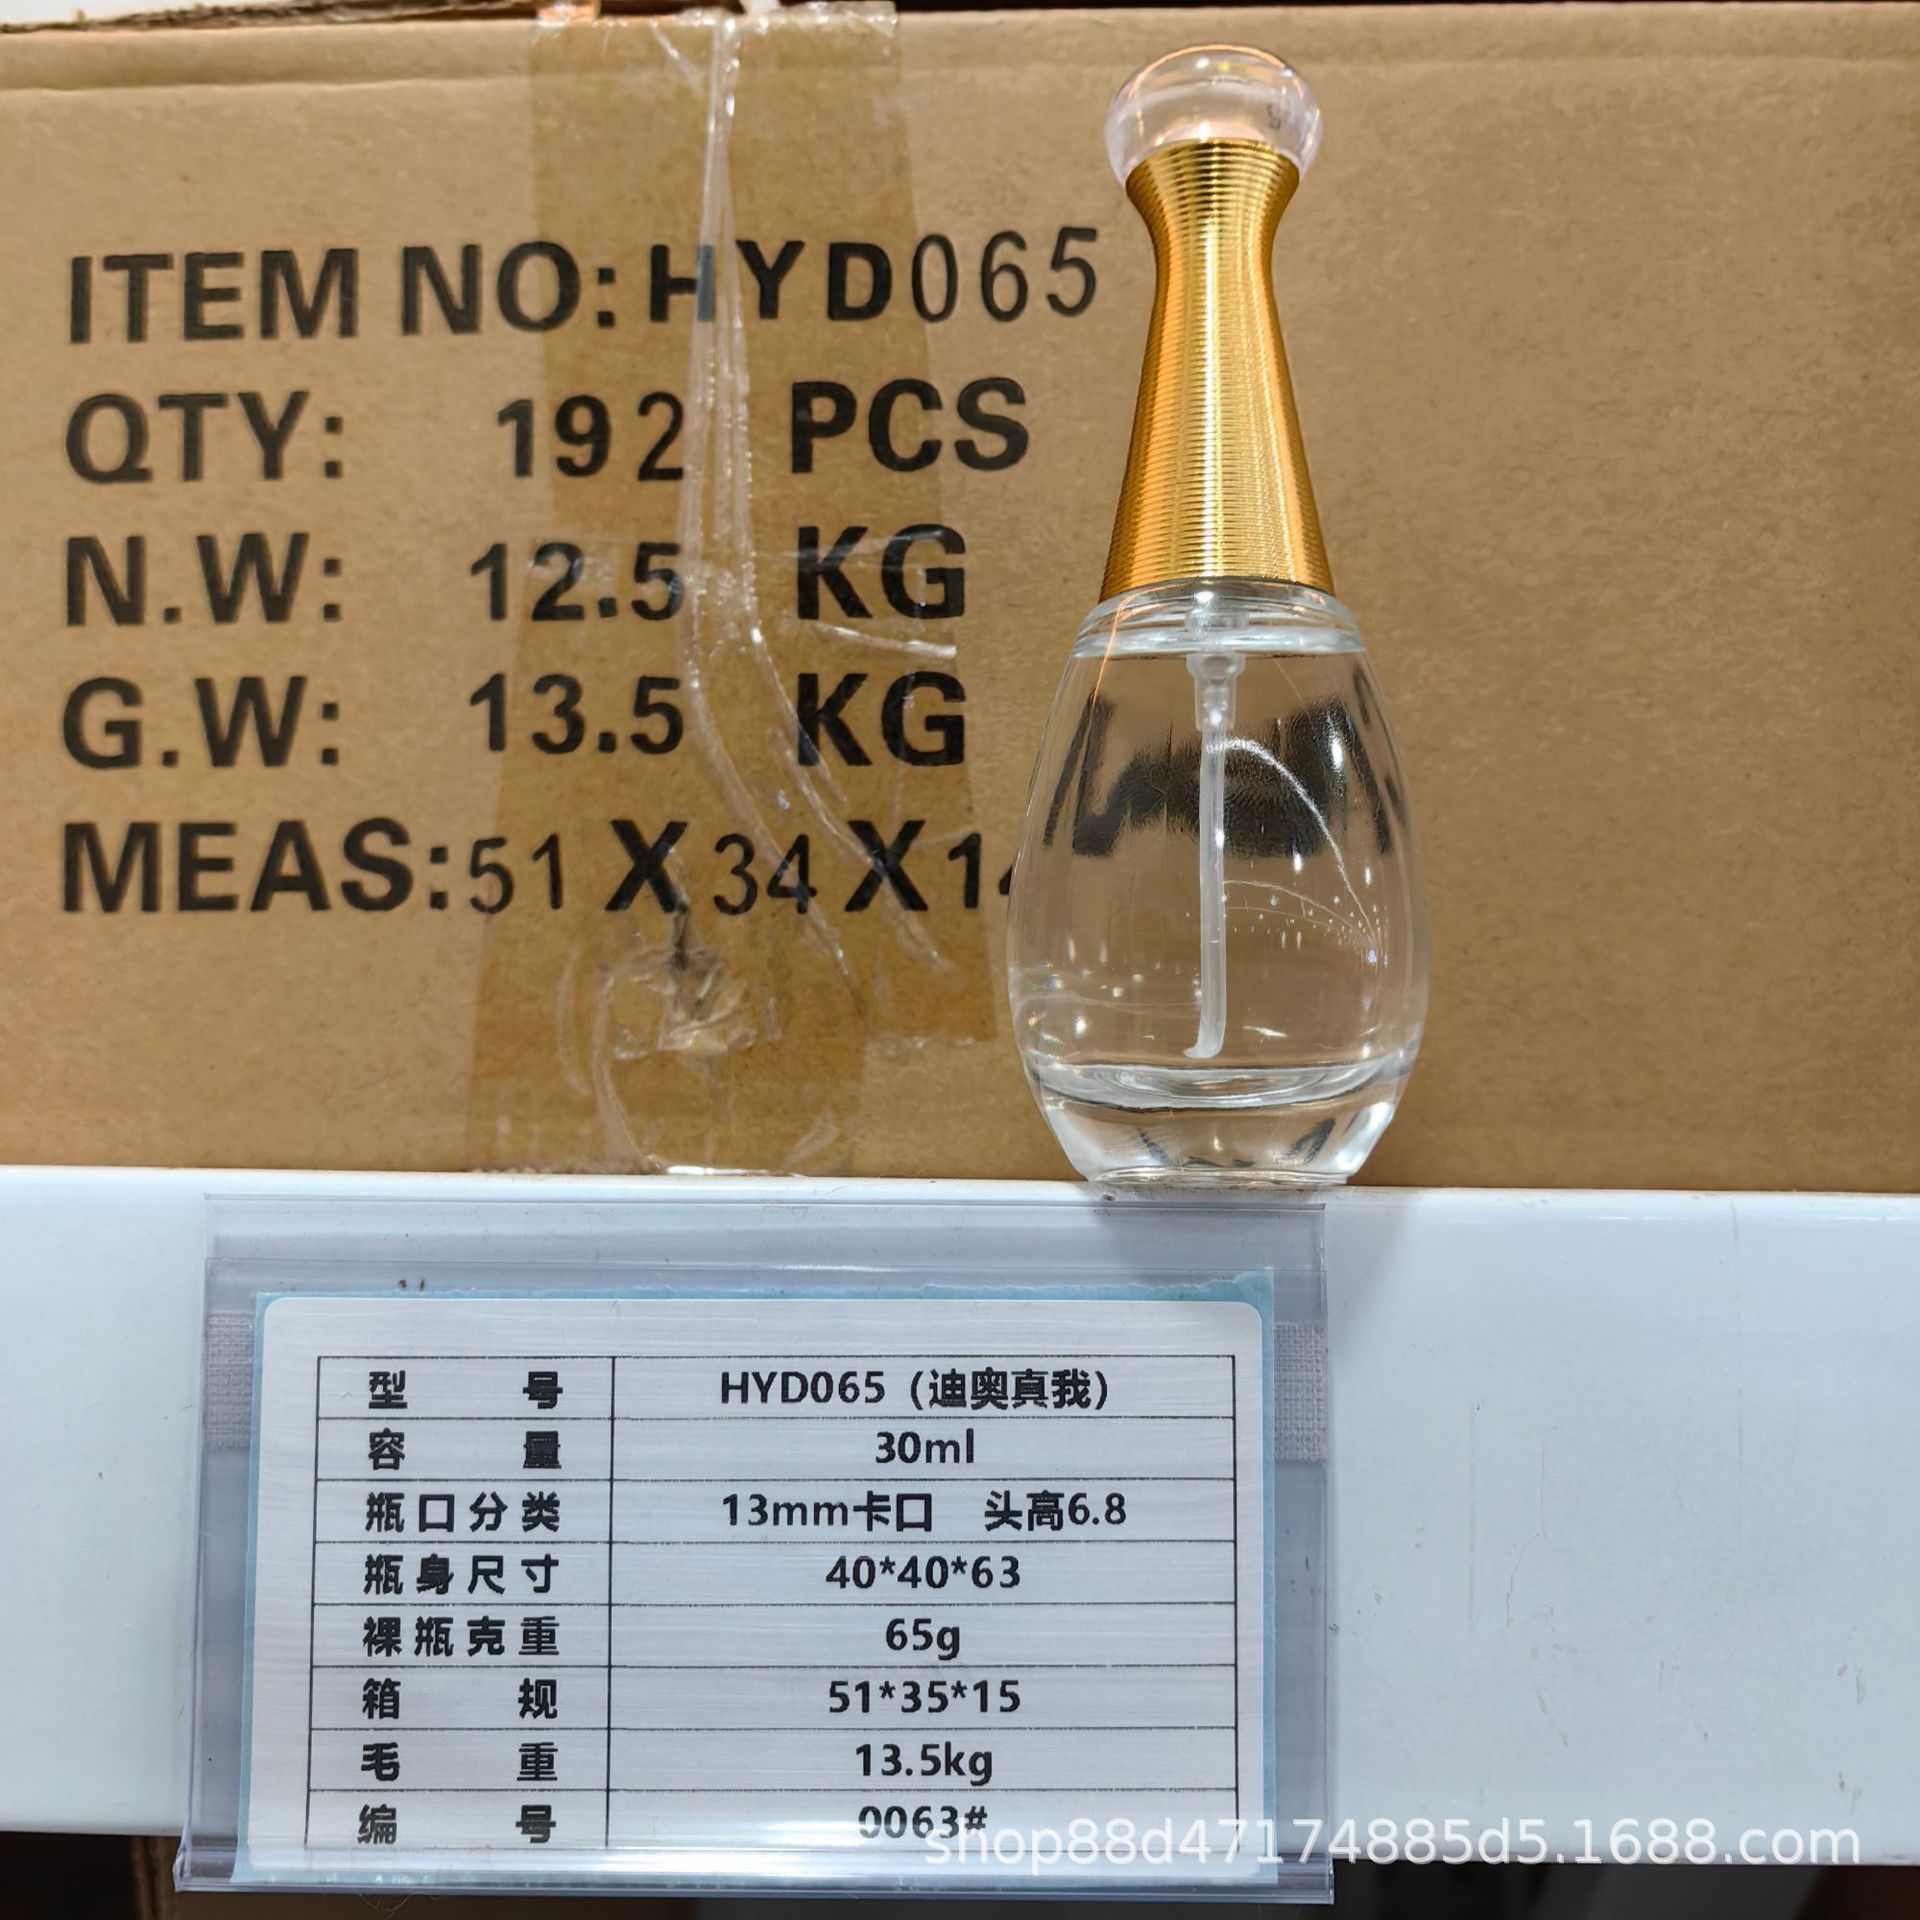 ITEM NO:HYD065
QTY: 192 PCS
N.W: 12.5 KG
G.W: 13.5 KG
MEAS:51X34X14
型号 HYD065（迪奥真我）
容量 30ml
瓶口分类 13mm卡口 头高6.8
瓶身尺寸 40*40*63
裸瓶克重 65g
箱规 51*35*15
毛重 13.5kg
编号 0063#
shop88d47174885d5.1688.com